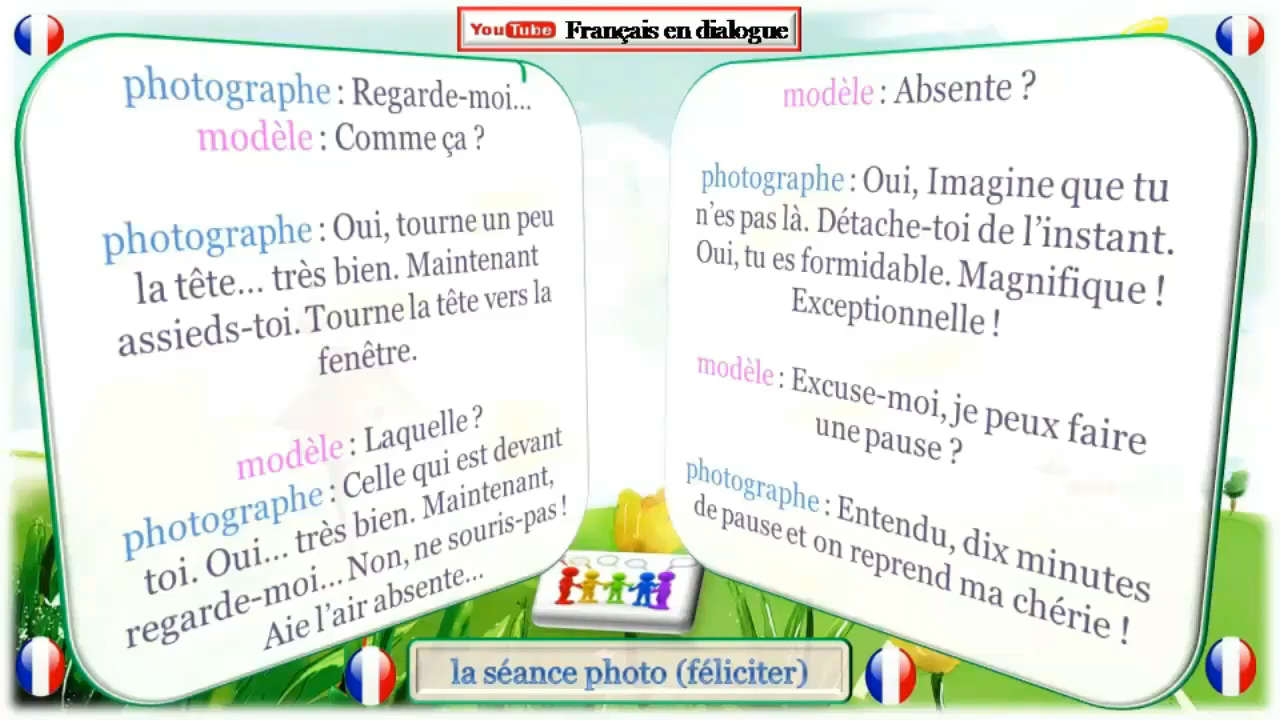 YouTube Français en dialogue
photographe : Regarde-moi...
modèle : Comme ça ?
photographe : Oui, tourne un peu
la tête... très bien. Maintenant
assieds-toi. Tourne la tête vers la
fenêtre.
modèle : Laquelle ?
photographe : Celle qui est devant
toi. Oui... très bien. Maintenant,
regarde-moi... Non, ne souris-pas !
Aie l'air absente...
modèle : Absente ?
photographe : Oui, Imagine que tu
n'es pas là. Détache-toi de l'instant.
Oui, tu es formidable. Magnifique !
Exceptionnelle !
modèle : Excuse-moi, je peux faire
une pause ?
photographe : Entendu, dix minutes
de pause et on reprend ma chérie !
la séance photo (féliciter)